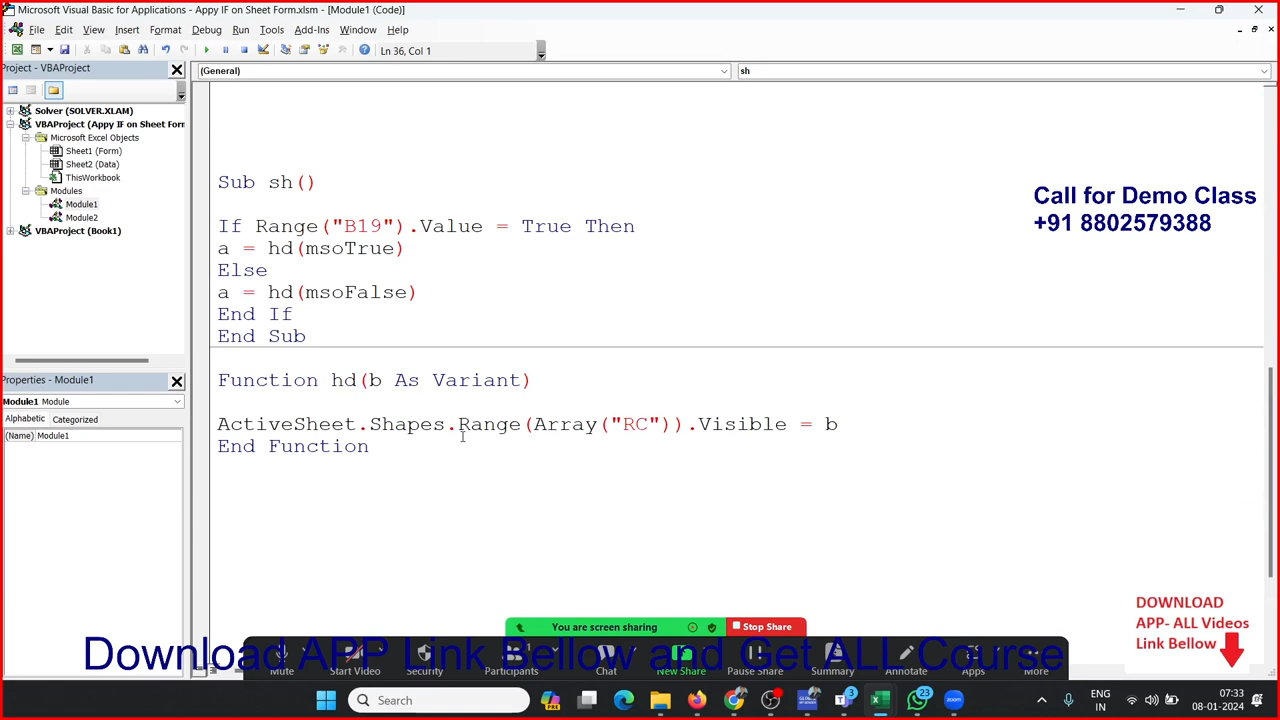 Microsoft Visual Basic for Applications - Appy IF on Sheet Form.xlsm - [Module1 (Code)]
File Edit View Insert Format Debug Run Tools Add-Ins Window Help
Ln 36, Col 1
Project - VBAProject
(General)
sh
Solver (SOLVER.XLAM)
VBAProject (Appy IF on Sheet Form
Microsoft Excel Objects
Sheet1 (Form)
Sheet2 (Data)
ThisWorkbook
Modules
Module1
Module2
VBAProject (Book1)
Properties - Module1
Module1 Module
Alphabetic Categorized
(Name) Module1
Sub sh()
If Range("B19").Value = True Then
a = hd(msoTrue)
Else
a = hd(msoFalse)
End If
End Sub
Function hd(b As Variant)
ActiveSheet.Shapes.Range(Array("RC")).Visible = b
End Function
Call for Demo Class
+91 8802579388
DOWNLOAD
APP- ALL Videos
Link Bellow
You are screen sharing
Stop Share
Download APP Link Bellow and Get ALL Course
Mute Start Video Security Participants Chat New Share Pause Share Summary Annotate Apps More
Search
PRE
3
23
ENG
IN
07:33
08-01-2024